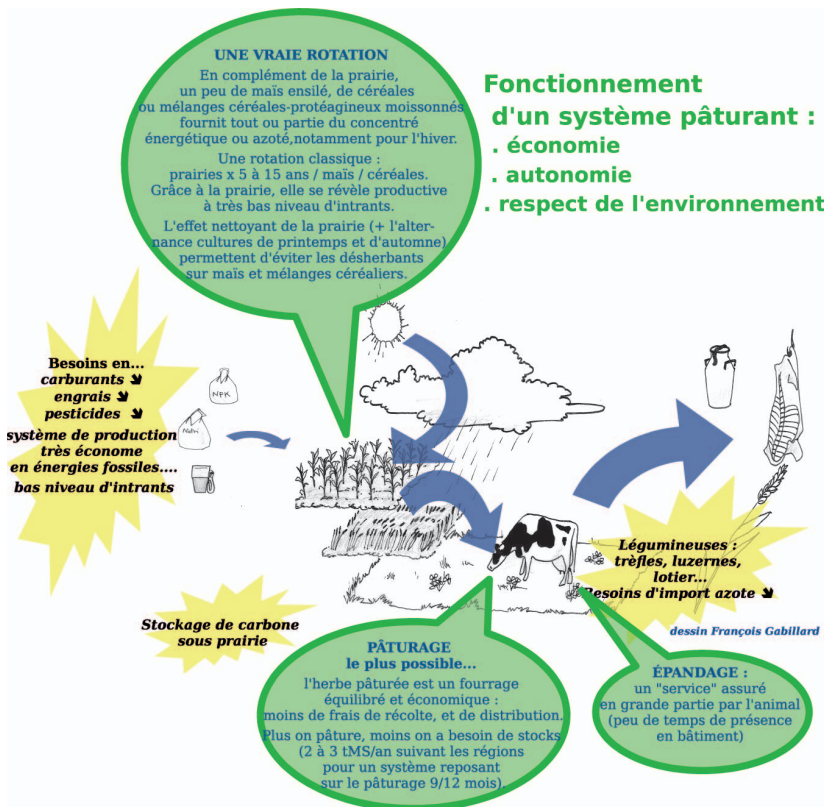 UNE VRAIE ROTATION
En complément de la prairie,
un peu de maïs ensilé, de céréales
ou mélanges céréales-protéagineux moissonnés
fournit tout ou partie du concentré
énergétique ou azoté,notamment pour l'hiver.
Une rotation classique :
prairies x 5 à 15 ans / maïs / céréales.
Grâce à la prairie, elle se révèle productive
à très bas niveau d'intrants.
L'effet nettoyant de la prairie (+ l'alter-
nance cultures de printemps et d'automne)
permettent d'éviter les désherbants
sur maïs et mélanges céréaliers.
Fonctionnement
d'un système pâturant :
. économie
. autonomie
. respect de l'environnement
Besoins en...
carburants ↘
engrais ↘
pesticides ↘
système de production
très économe
en énergies fossiles....
bas niveau d'intrants
NPK
Légumineuses :
trèfles, luzernes,
lotier...
Besoins d'import azote ↘
dessin François Gabillard
Stockage de carbone
sous prairie
PÂTURAGE
le plus possible...
l'herbe pâturée est un fourrage
équilibré et économique :
moins de frais de récolte, et de distribution.
Plus on pâture, moins on a besoin de stocks
(2 à 3 tMS/an suivant les régions
pour un système reposant
sur le pâturage 9/12 mois).
ÉPANDAGE :
un "service" assuré
en grande partie par l'animal
(peu de temps de présence
en bâtiment)